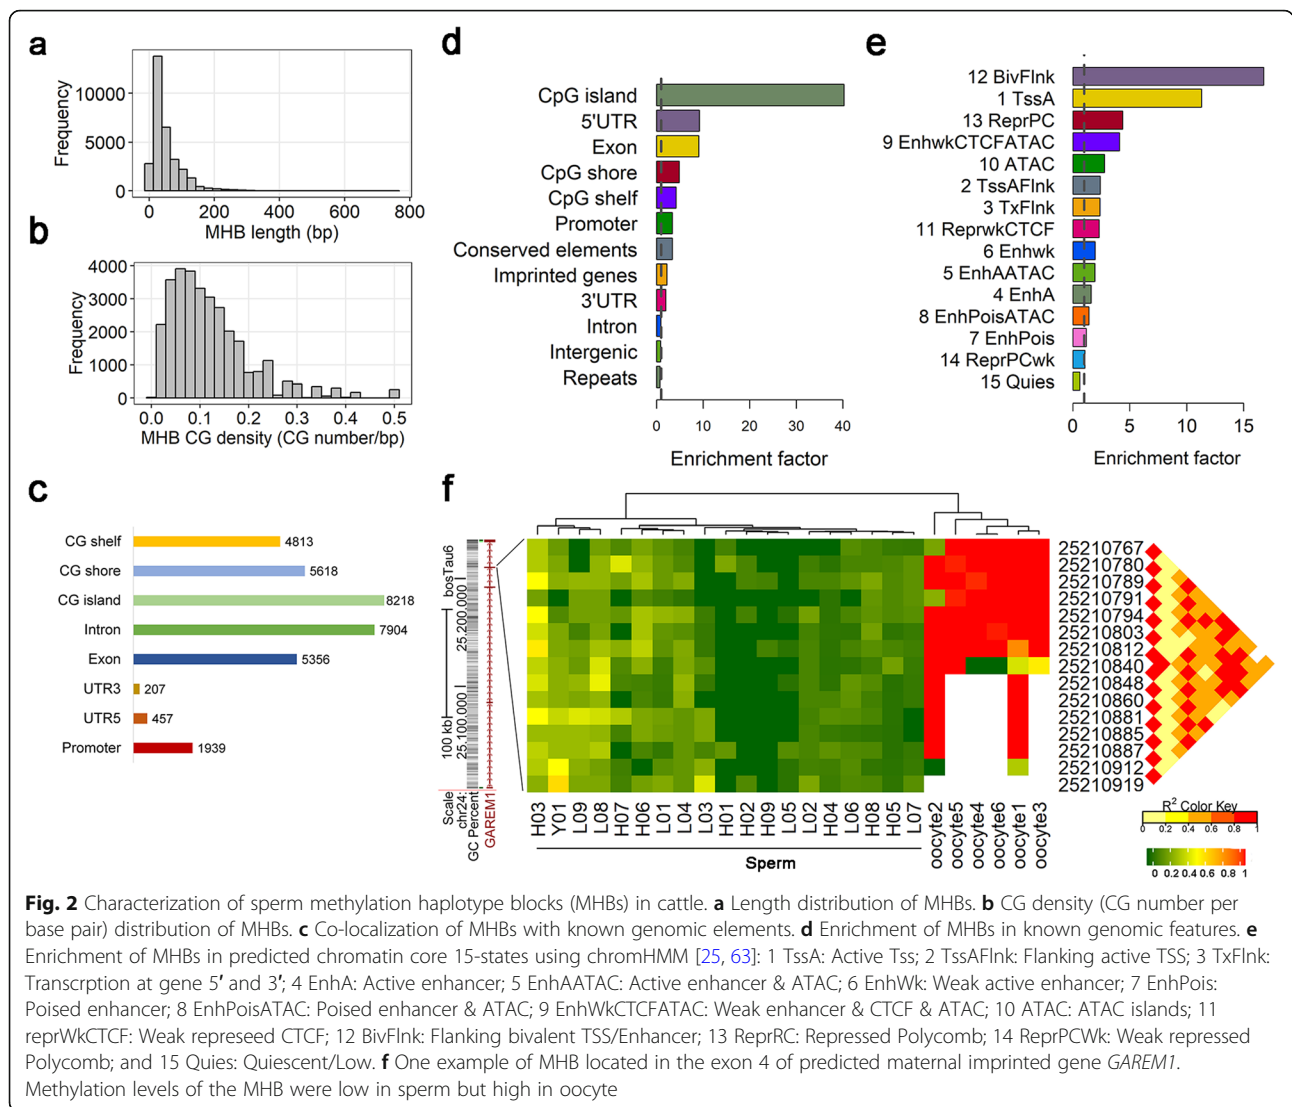 a
Frequency
10000
5000
0
0 200 400 600 800
MHB length (bp)
b
Frequency
4000
3000
2000
1000
0
0.0 0.1 0.2 0.3 0.4 0.5
MHB CG density (CG number/bp)
c
CG shelf 4813
CG shore 5618
CG island 8218
Intron 7904
Exon 5356
UTR3 207
UTR5 457
Promoter 1939
d
CpG island
5'UTR
Exon
CpG shore
CpG shelf
Promoter
Conserved elements
Imprinted genes
3'UTR
Intron
Intergenic
Repeats
0 10 20 30 40
Enrichment factor
e
12 BivFlnk
1 TssA
13 ReprPC
9 EnhwkCTCFATAC
10 ATAC
2 TssAFlnk
3 TxFlnk
11 ReprwkCTCF
6 Enhwk
5 EnhAATAC
4 EnhA
8 EnhPoisATAC
7 EnhPois
14 ReprPCwk
15 Quies
0 5 10 15
Enrichment factor
f
Scale
chr24:
GC Percent
GAREM1
100 kb
25,100,000
25,200,000
bosTau6
25210767
25210780
25210789
25210791
25210794
25210803
25210812
25210840
25210848
25210860
25210881
25210885
25210887
25210912
25210919
H03 Y01 L09 L08 H07 H06 L01 L04 L03 H01 H02 H09 L05 L02 H04 L06 H08 H05 L07 oocyte2 oocyte5 oocyte4 oocyte6 oocyte1 oocyte3
Sperm
R² Color Key
0 0.2 0.4 0.6 0.8 1
0 0.2 0.4 0.6 0.8 1
Fig. 2 Characterization of sperm methylation haplotype blocks (MHBs) in cattle. a Length distribution of MHBs. b CG density (CG number per
base pair) distribution of MHBs. c Co-localization of MHBs with known genomic elements. d Enrichment of MHBs in known genomic features. e
Enrichment of MHBs in predicted chromatin core 15-states using chromHMM [25, 63]: 1 TssA: Active Tss; 2 TssAFlnk: Flanking active TSS; 3 TxFlnk:
Transcrption at gene 5′ and 3′; 4 EnhA: Active enhancer; 5 EnhAATAC: Active enhancer & ATAC; 6 EnhWk: Weak active enhancer; 7 EnhPois:
Poised enhancer; 8 EnhPoisATAC: Poised enhancer & ATAC; 9 EnhWkCTCFATAC: Weak enhancer & CTCF & ATAC; 10 ATAC: ATAC islands; 11
reprWkCTCF: Weak represeed CTCF; 12 BivFlnk: Flanking bivalent TSS/Enhancer; 13 ReprRC: Repressed Polycomb; 14 ReprPCWk: Weak repressed
Polycomb; and 15 Quies: Quiescent/Low. f One example of MHB located in the exon 4 of predicted maternal imprinted gene GAREM1.
Methylation levels of the MHB were low in sperm but high in oocyte